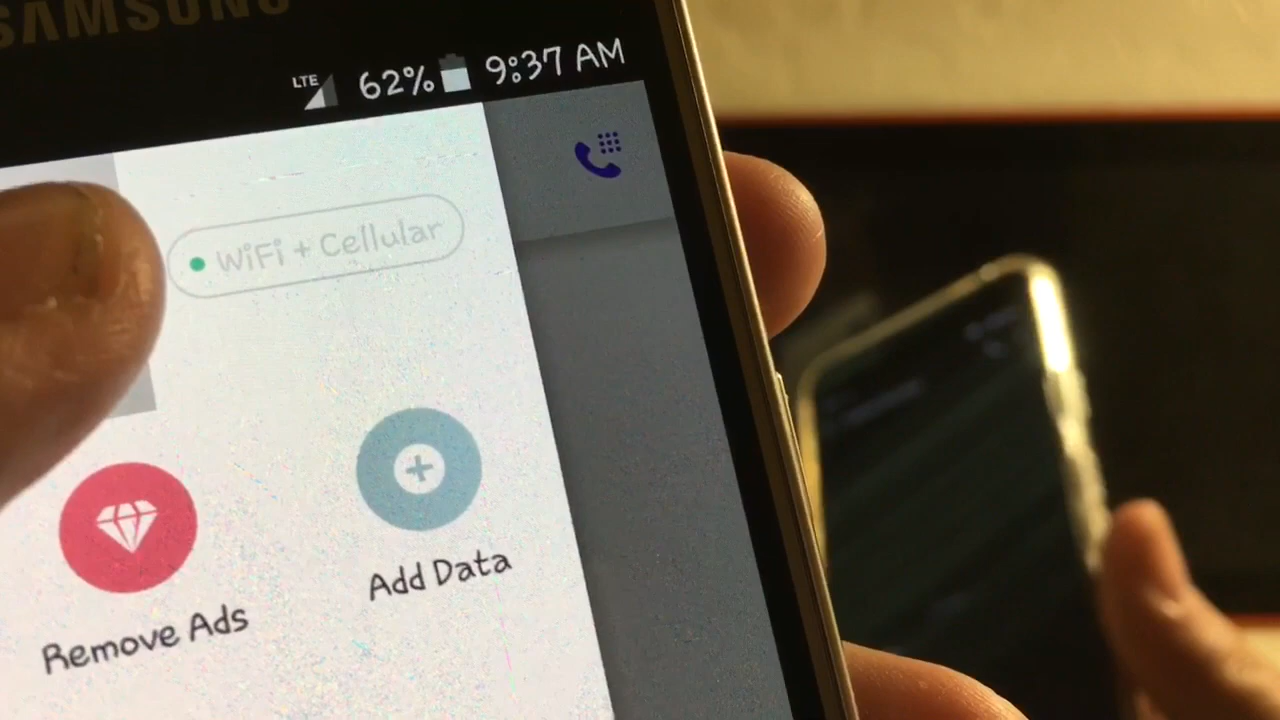 SAMSUNG
LTE 62% 9:37 AM
WiFi + Cellular
Remove Ads
Add Data